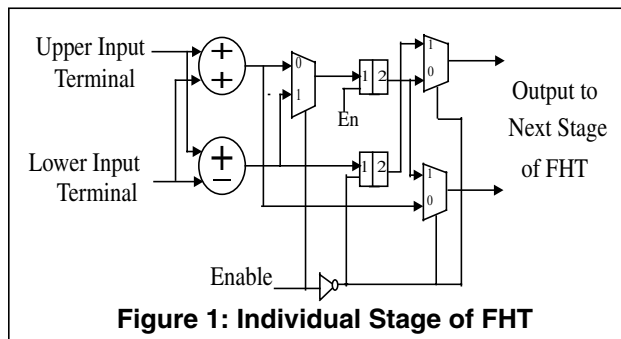 Upper Input
Terminal
+
+
0
1
1 2
En
1
0
Output to
Next Stage
of FHT
Lower Input
Terminal
+
−
1 2
1
0
Enable
Figure 1: Individual Stage of FHT